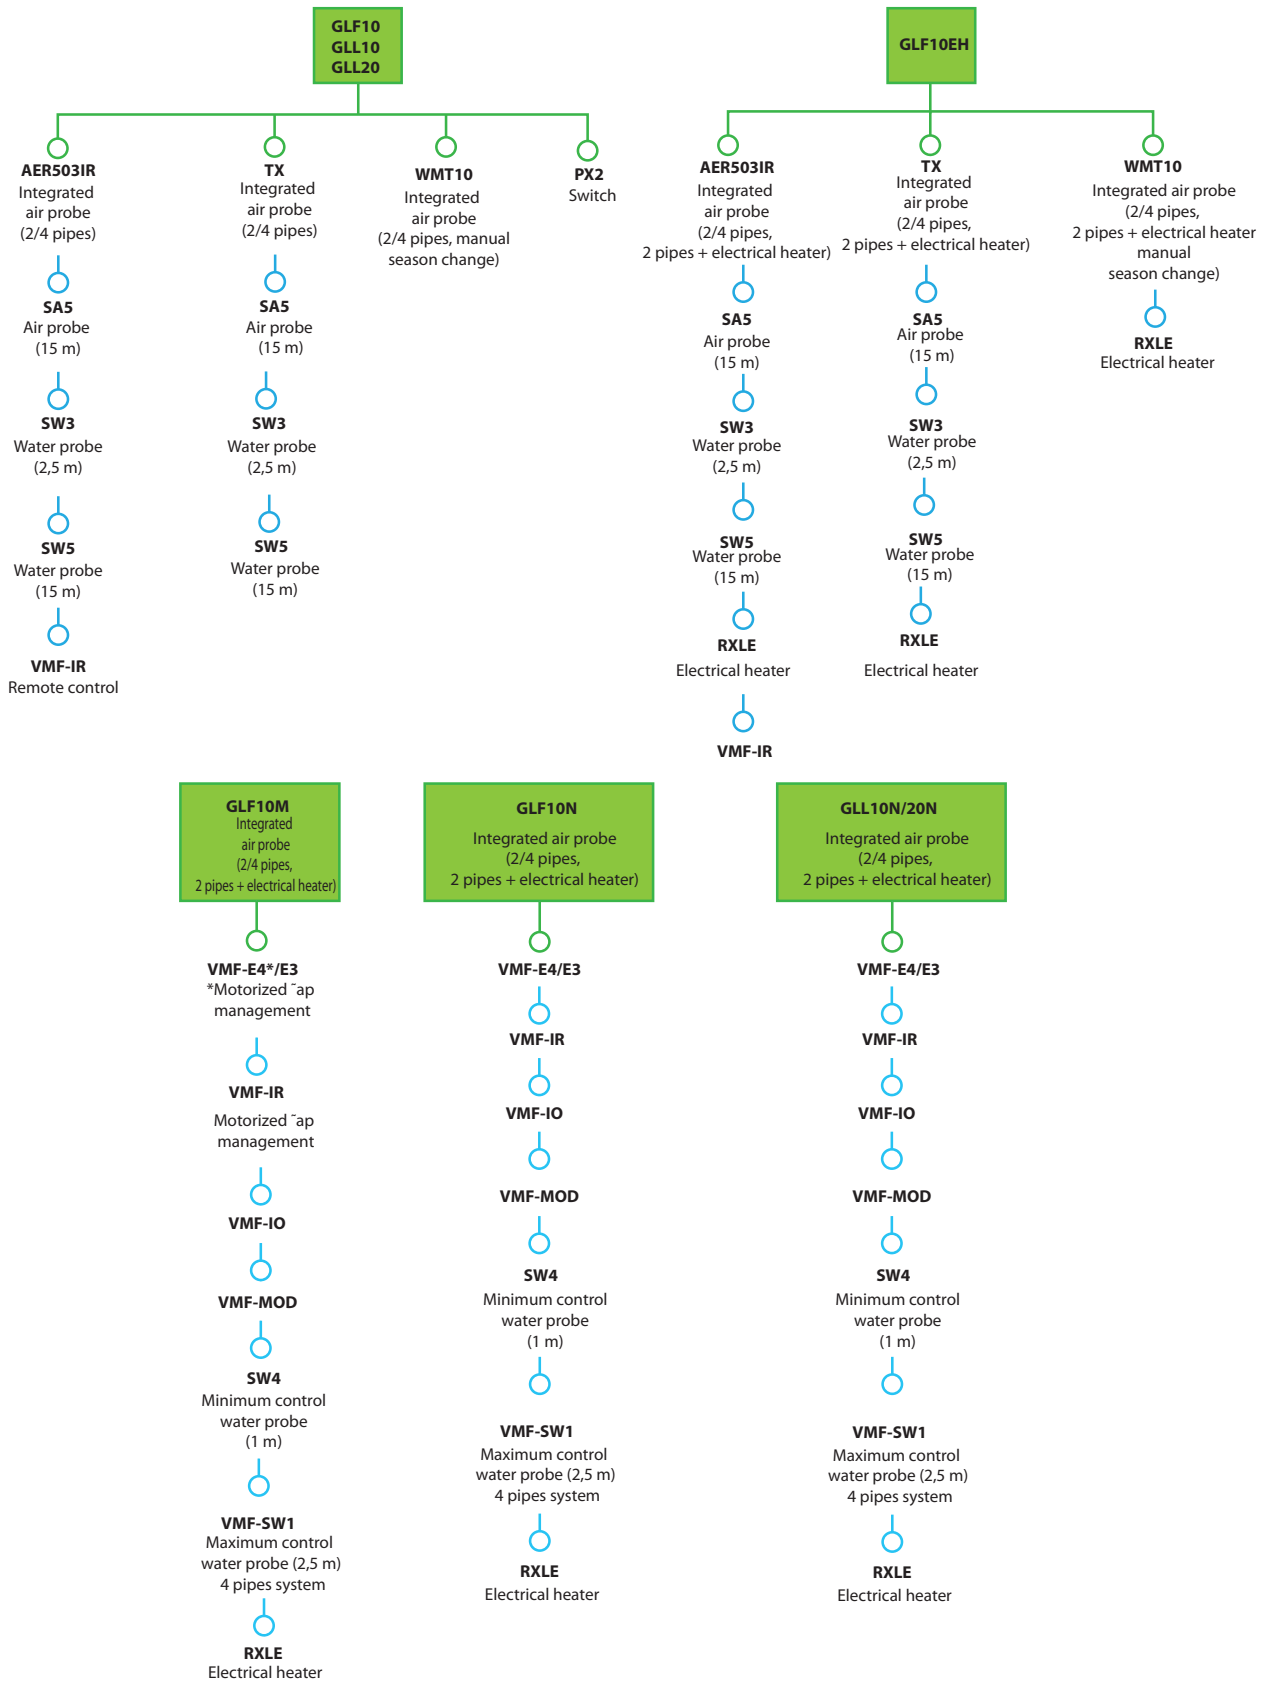 GLF10
GLL10
GLL20
AER503IR
Integrated
air probe
(2/4 pipes)
SA5
Air probe
(15 m)
SW3
Water probe
(2,5 m)
SW5
Water probe
(15 m)
VMF-IR
Remote control
TX
Integrated
air probe
(2/4 pipes)
SA5
Air probe
(15 m)
SW3
Water probe
(2,5 m)
SW5
Water probe
(15 m)
WMT10
Integrated
air probe
(2/4 pipes, manual
season change)
PX2
Switch
GLF10EH
AER503IR
Integrated
air probe
(2/4 pipes,
2 pipes + electrical heater)
SA5
Air probe
(15 m)
SW3
Water probe
(2,5 m)
SW5
Water probe
(15 m)
RXLE
Electrical heater
VMF-IR
TX
Integrated
air probe
(2/4 pipes,
2 pipes + electrical heater)
SA5
Air probe
(15 m)
SW3
Water probe
(2,5 m)
SW5
Water probe
(15 m)
RXLE
Electrical heater
WMT10
Integrated air probe
(2/4 pipes,
2 pipes + electrical heater
manual
season change)
RXLE
Electrical heater
GLF10M
Integrated
air probe
(2/4 pipes,
2 pipes + electrical heater)
VMF-E4*/E3
*Motorized ˜ap
management
VMF-IR
Motorized ˜ap
management
VMF-IO
VMF-MOD
SW4
Minimum control
water probe
(1 m)
VMF-SW1
Maximum control
water probe (2,5 m)
4 pipes system
RXLE
Electrical heater
GLF10N
Integrated air probe
(2/4 pipes,
2 pipes + electrical heater)
VMF-E4/E3
VMF-IR
VMF-IO
VMF-MOD
SW4
Minimum control
water probe
(1 m)
VMF-SW1
Maximum control
water probe (2,5 m)
4 pipes system
RXLE
Electrical heater
GLL10N/20N
Integrated air probe
(2/4 pipes,
2 pipes + electrical heater)
VMF-E4/E3
VMF-IR
VMF-IO
VMF-MOD
SW4
Minimum control
water probe
(1 m)
VMF-SW1
Maximum control
water probe (2,5 m)
4 pipes system
RXLE
Electrical heater